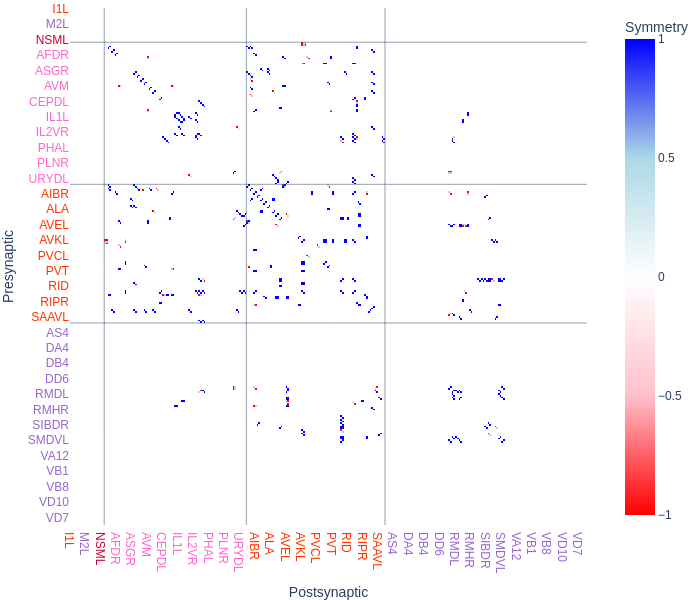 Symmetry
1
0.5
0
−0.5
−1
Presynaptic
I1L
M2L
NSML
AFDR
ASGR
AVM
CEPDL
IL1L
IL2VR
PHAL
PLNR
URYDL
AIBR
ALA
AVEL
AVKL
PVCL
PVT
RID
RIPR
SAAVL
AS4
DA4
DB4
DD6
RMDL
RMHR
SIBDR
SMDVL
VA12
VB1
VB8
VD10
VD7
I1L
M2L
NSML
AFDR
ASGR
AVM
CEPDL
IL1L
IL2VR
PHAL
PLNR
URYDL
AIBR
ALA
AVEL
AVKL
PVCL
PVT
RID
RIPR
SAAVL
AS4
DA4
DB4
DD6
RMDL
RMHR
SIBDR
SMDVL
VA12
VB1
VB8
VD10
VD7
Postsynaptic